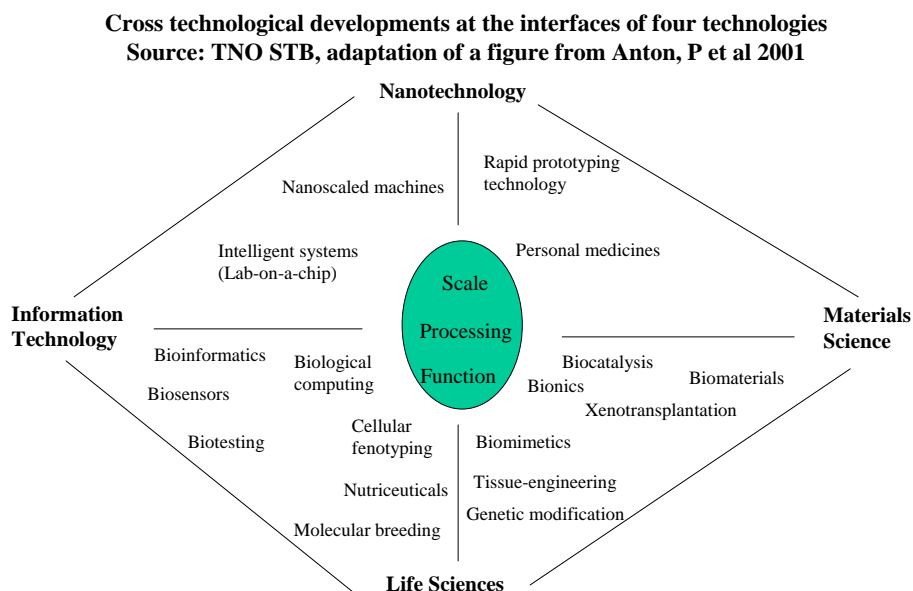 Cross technological developments at the interfaces of four technologies
Source: TNO STB, adaptation of a figure from Anton, P et al 2001
Nanotechnology
Rapid prototyping
technology
Nanoscaled machines
Intelligent systems
(Lab-on-a-chip)
Personal medicines
Scale
Processing
Function
Information
Technology
Materials
Science
Bioinformatics
Biological
computing
Biosensors
Biotesting
Cellular
fenotyping
Nutriceuticals
Molecular breeding
Biocatalysis
Bionics
Biomaterials
Xenotransplantation
Biomimetics
Tissue-engineering
Genetic modification
Life Sciences